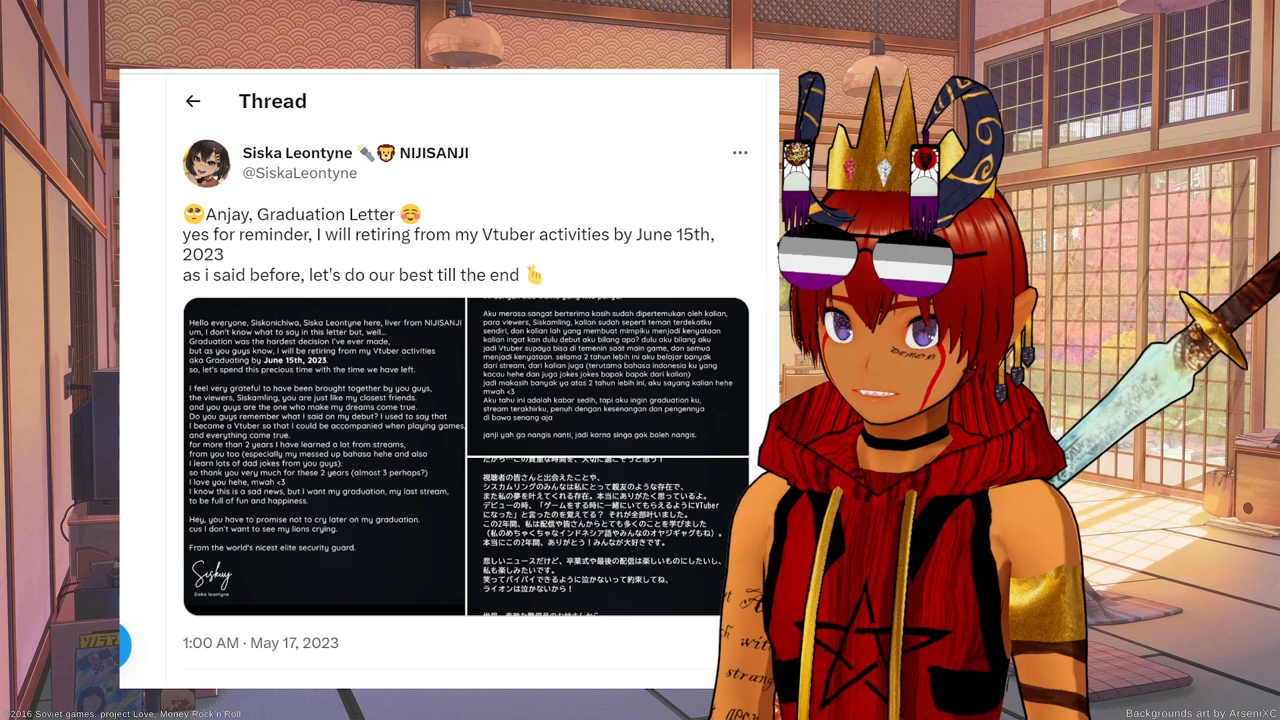 Thread
Siska Leontyne 🔦🦁 NIJISANJI
@SiskaLeontyne
🥺Anjay, Graduation Letter ☺️
yes for reminder, I will retiring from my Vtuber activities by June 15th,
2023
as i said before, let's do our best till the end 🫰
Hello everyone, Siskonichiwa, Siska Leontyne here, liver from NIJISANJI
um, I don't know what to say in this letter but, well...
Graduation was the hardest decision I've ever made,
but as you guys know, I will be retiring from my Vtuber activities
aka Graduating by June 15th, 2023.
so, let's spend this precious time with the time we have left.
I feel very grateful to have been brought together by you guys,
the viewers, Siskamling, you are just like my closest friends.
and you guys are the one who make my dreams come true.
Do you guys remember what I said on my debut? I used to say that
I became a Vtuber so that I could be accompanied when playing games,
and everything came true.
for more than 2 years I have learned a lot from streams,
from you too (especially my messed up bahasa hehe and also
I learn lots of dad jokes from you guys).
so thank you very much for these 2 years (almost 3 perhaps?)
I love you hehe, mwah <3
I know this is a sad news, but I want my graduation, my last stream,
to be full of fun and happiness.
Hey, you have to promise not to cry later on my graduation.
cus I don't want to see my lions crying.
From the world's nicest elite security guard.
Siskuy
Siska leontyne
Aku merasa sangat berterima kasih sudah dipertemukan oleh kalian,
para viewers, Siskamling, kalian sudah seperti teman terdekatku
sendiri, dan kalian lah yang membuat mimpiku menjadi kenyataan
kalian ingat kan dulu debut aku bilang apa? dulu aku bilang aku
jadi Vtuber supaya bisa di temenin saat main game, dan semua
menjadi kenyataan. selama 2 tahun lebih ini aku belajar banyak
dari stream, dari kalian juga (terutama bahasa indonesia ku yang
kacau hehe dan juga jokes jokes bapak bapak dari kalian)
jadi makasih banyak ya atas 2 tahun lebih ini, aku sayang kalian hehe
mwah <3
Aku tahu ini adalah kabar sedih, tapi aku ingin graduation ku,
stream terakhirku, penuh dengan kesenangan dan pengennya
di bawa senang aja
janji yah ga nangis nanti, jadi karna singa gak boleh nangis.
だから…この貴重な時間を、大切に過ごそうと思う！
視聴者の皆さんと出会えたことや、
シスカムリングのみんなは私にとって親友のような存在で、
また私の夢を叶えてくれる存在。本当にありがたく思っているよ。
デビューの時、「ゲームをする時に一緒にいてもらえるようにVTuber
になった」と言ったのを覚えてる？ それが全部叶いました。
この2年間、私は配信や皆さんからとても多くのことを学びました
（私のめちゃくちゃなインドネシア語やみんなのオヤジギャグもね）。
本当にこの2年間、ありがとう！みんなが大好きです。
悲しいニュースだけど、卒業式や最後の配信は楽しいものにしたいし、
私も楽しみたいです。
笑ってバイバイできるように泣かないって約束してね、
ライオンは泣かないから！
1:00 AM · May 17, 2023
DEMON
with
strang
©2016 Soviet games. project Love, Money Rock'n'Roll
Backgrounds art by ArseniXC